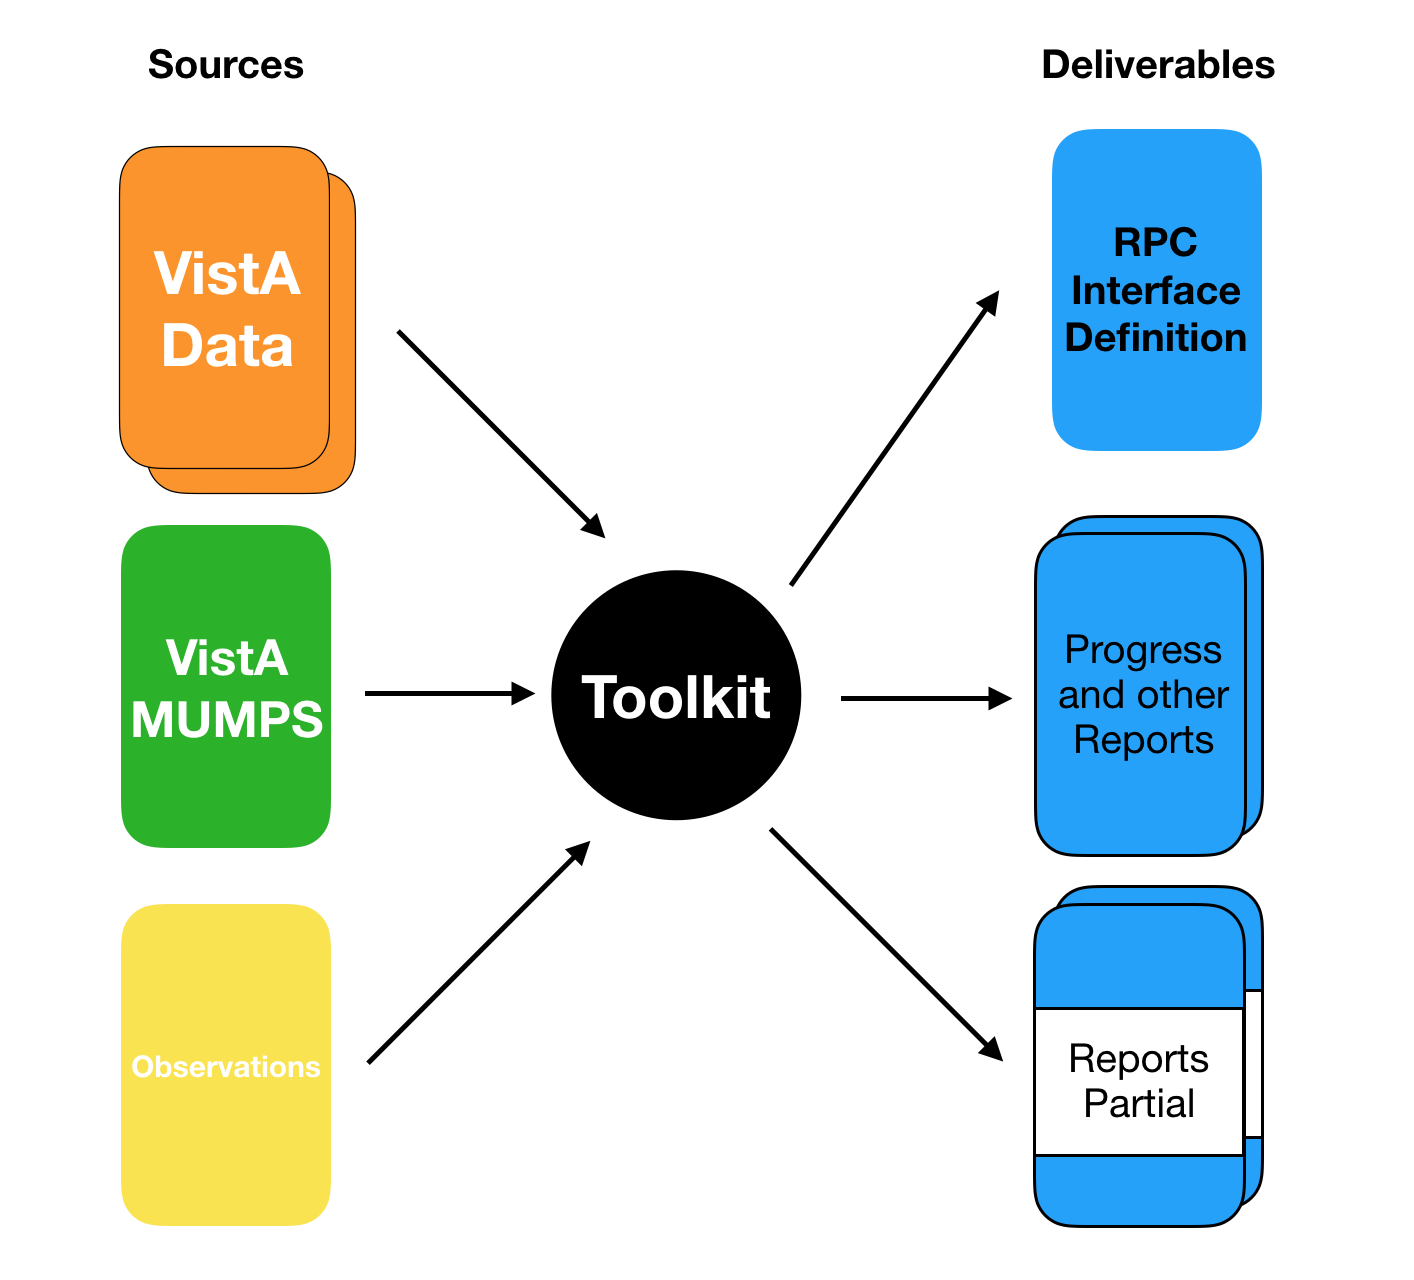 Sources
Deliverables
VistA
Data
VistA
MUMPS
Observations
Toolkit
RPC
Interface
Definition
Progress
and other
Reports
Reports
Partial